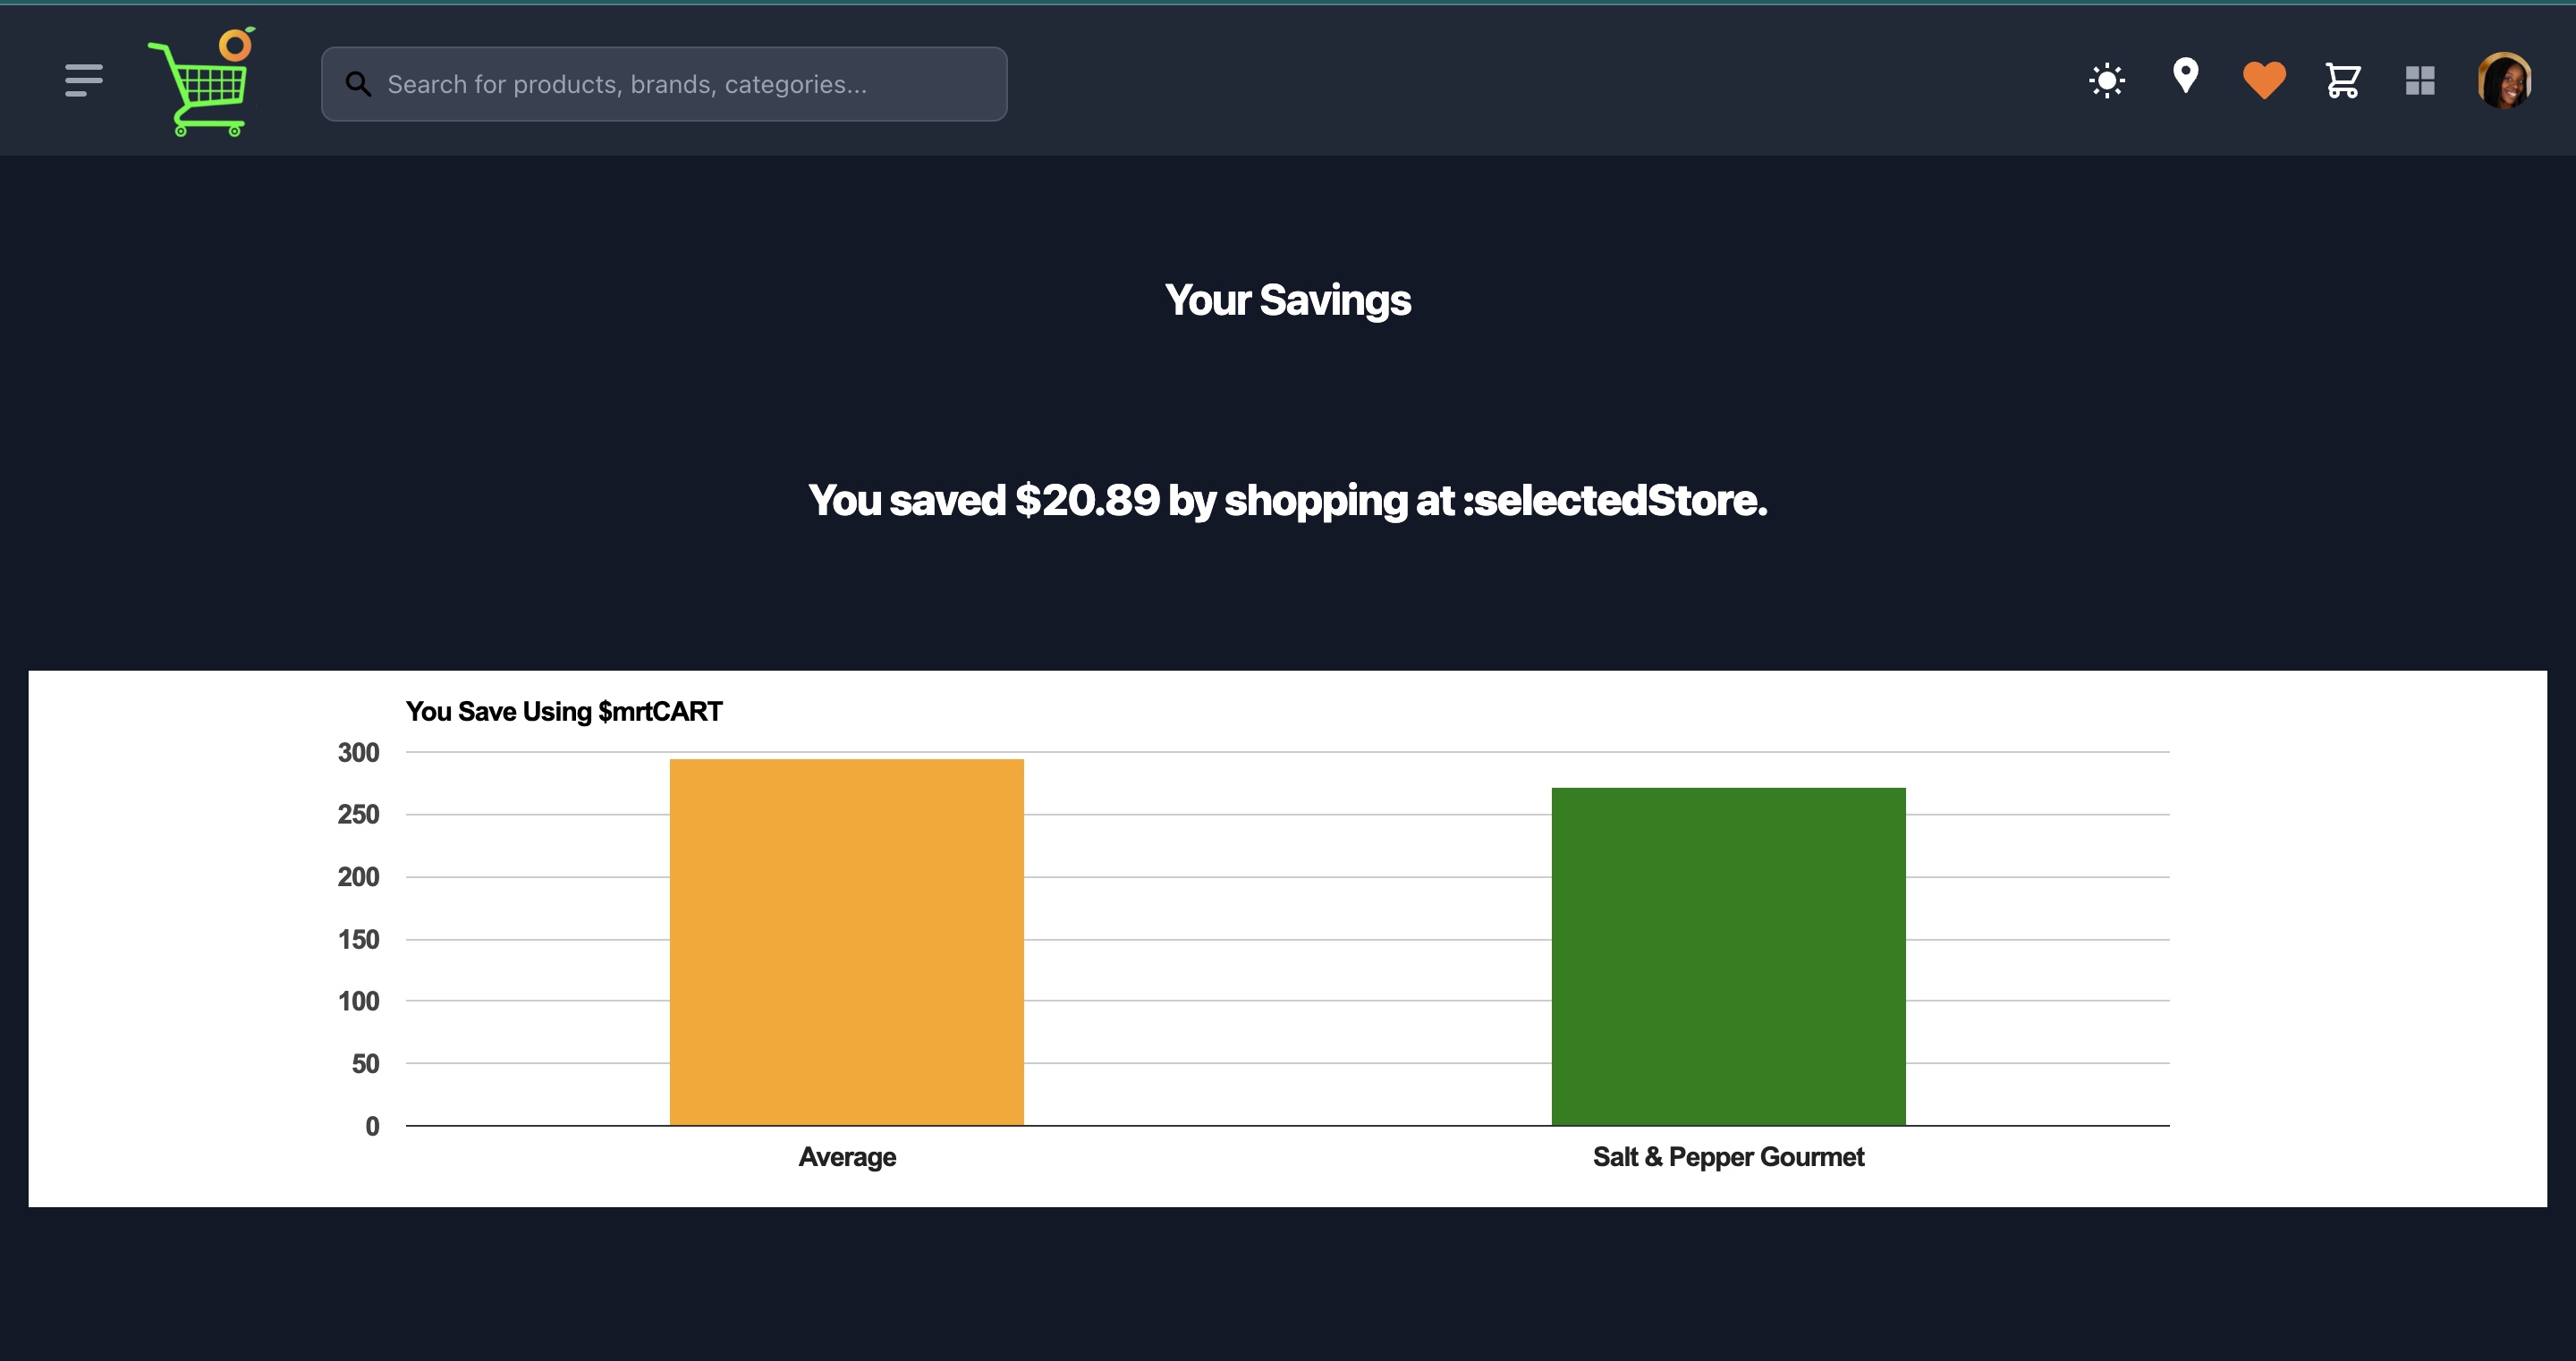 Search for products, brands, categories...
Your Savings
You saved $20.89 by shopping at :selectedStore.
You Save Using $mrtCART
300
250
200
150
100
50
0
Average
Salt & Pepper Gourmet